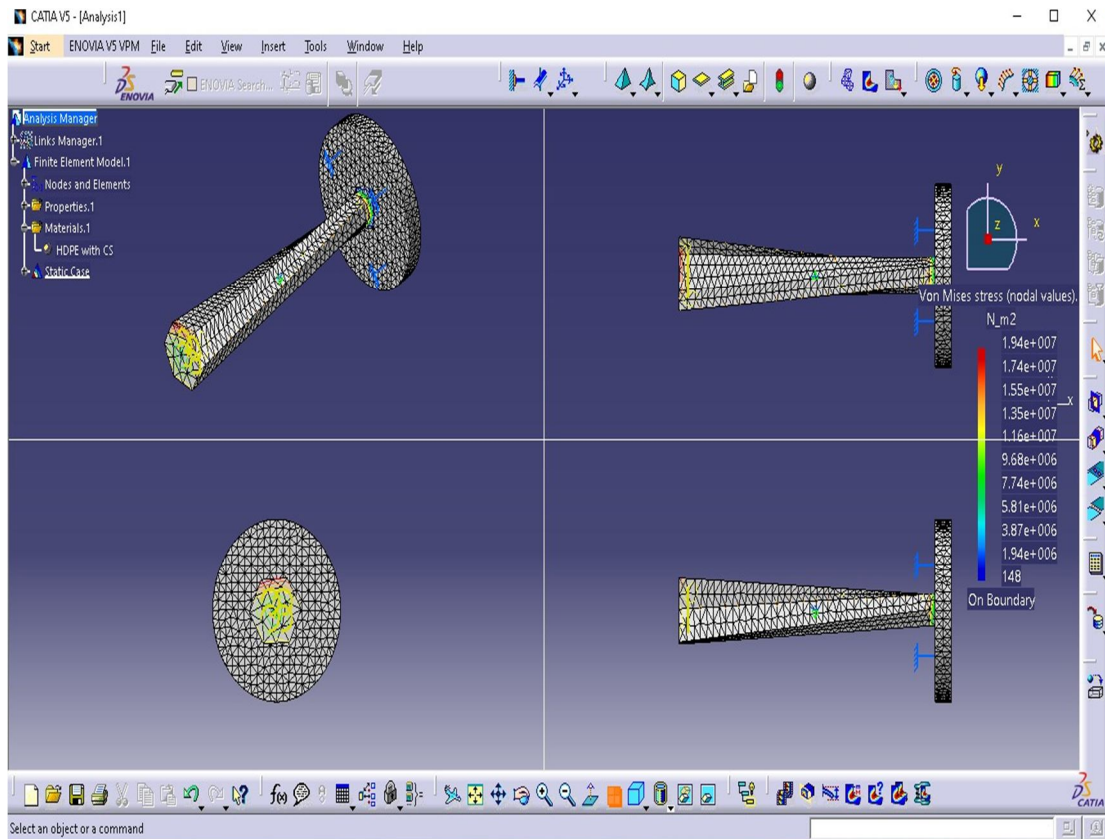 CATIA V5 - [Analysis1]
Start ENOVIA V5 VPM File Edit View Insert Tools Window Help
DS ENOVIA
ENOVIA Search...
Analysis Manager
Links Manager.1
Finite Element Model.1
Nodes and Elements
Properties.1
Materials.1
HDPE with CS
Static Case
y
x
z
Von Mises stress (nodal values).
N_m2
1.94e+007
1.74e+007
1.55e+007
1.35e+007
x
1.16e+007
9.68e+006
7.74e+006
5.81e+006
3.87e+006
1.94e+006
148
On Boundary
f(x)
DS CATIA
Select an object or a command